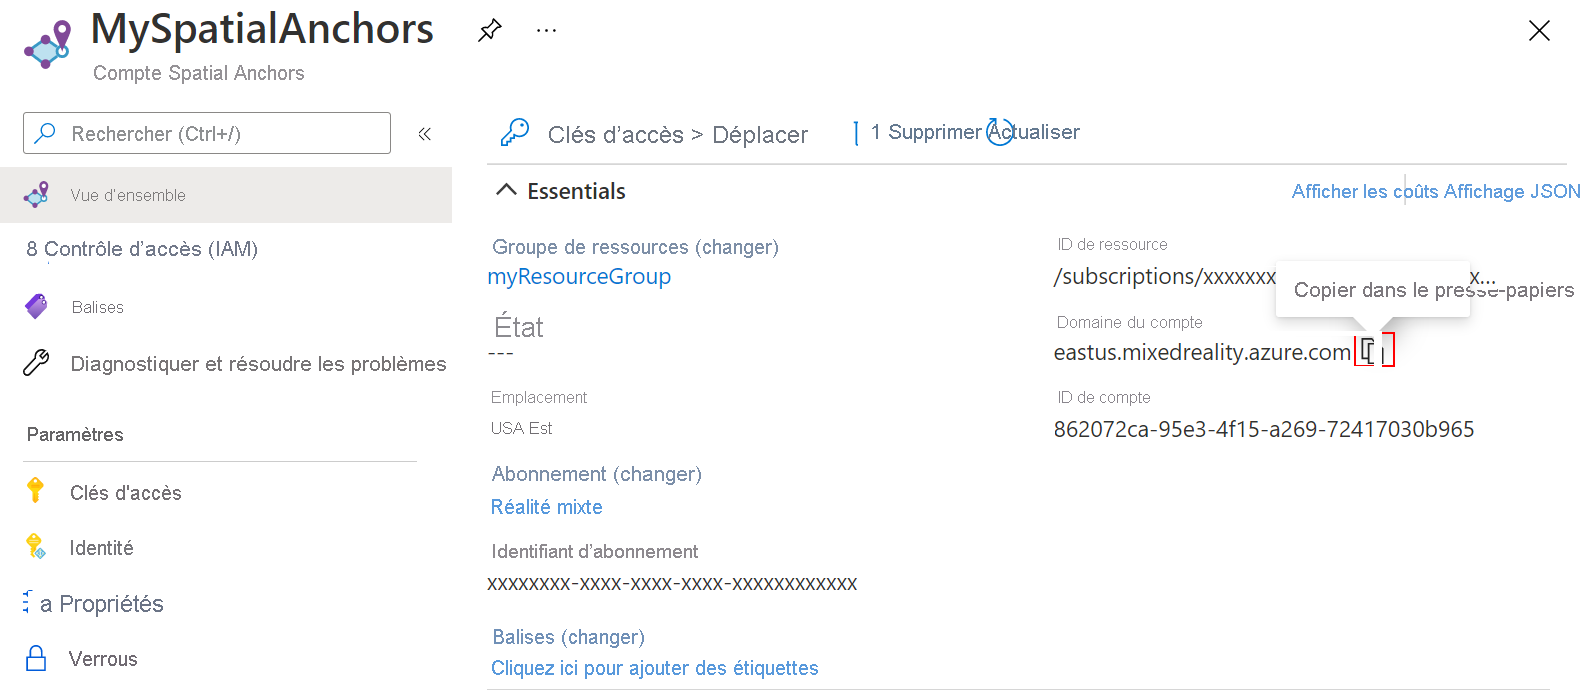 MySpatialAnchors
...
Compte Spatial Anchors
Rechercher (Ctrl+/)
«
Vue d'ensemble
8 Contrôle d'accès (IAM)
Balises
Diagnostiquer et résoudre les problèmes
Paramètres
Clés d'accès
Identité
a Propriétés
Verrous
Clés d'accès > Déplacer
1 Supprimer Actualiser
Essentials
Afficher les coûts Affichage JSON
Groupe de ressources (changer)
myResourceGroup
État
---
Emplacement
USA Est
Abonnement (changer)
Réalité mixte
Identifiant d'abonnement
xxxxxxxx-xxxx-xxxx-xxxx-xxxxxxxxxxxx
Balises (changer)
Cliquez ici pour ajouter des étiquettes
ID de ressource
/subscriptions/xxxxxxx x...
Copier dans le presse-papiers
Domaine du compte
eastus.mixedreality.azure.com
ID de compte
862072ca-95e3-4f15-a269-72417030b965